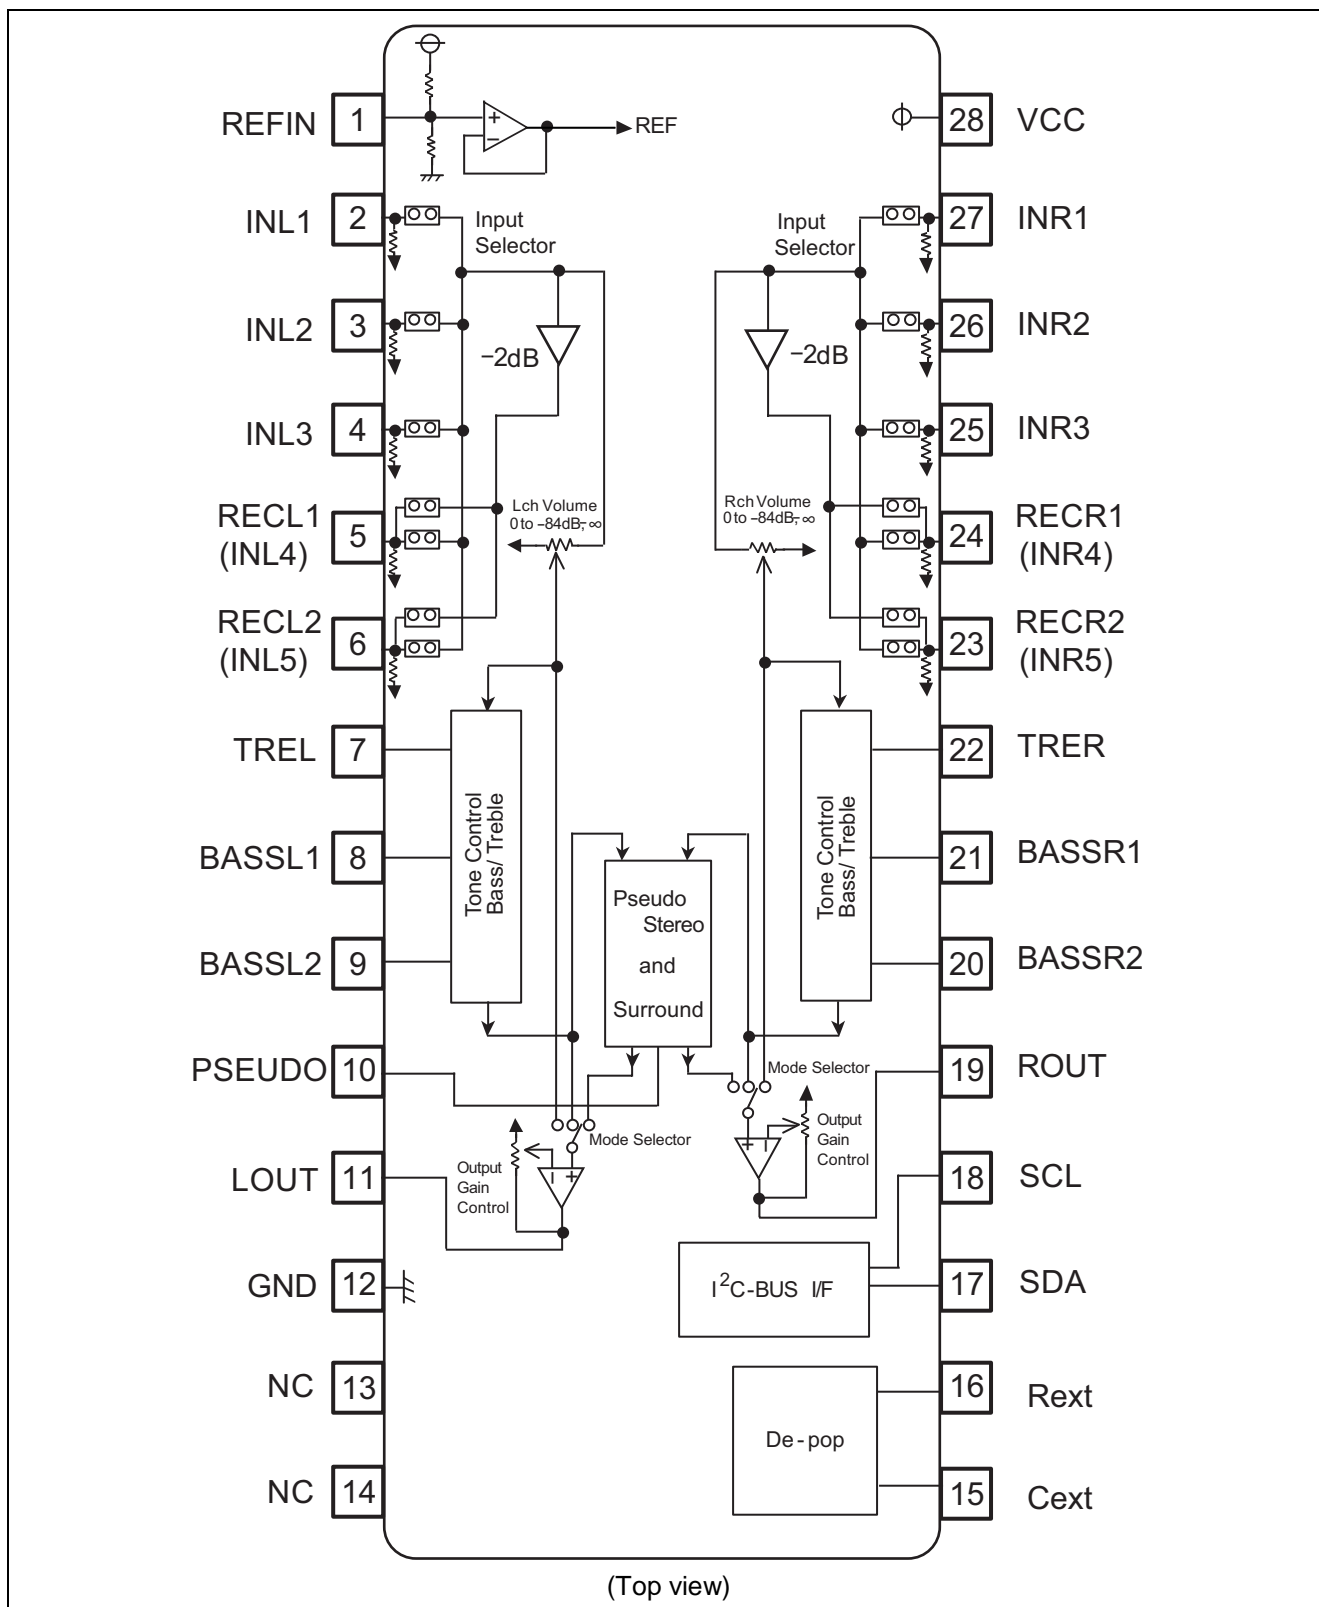 REFIN 1
REF
28 VCC
INL1 2
Input
Selector
Input
Selector
27 INR1
INL2 3
−2dB
−2dB
26 INR2
INL3 4
25 INR3
RECL1
(INL4)
5
Lch Volume
0 to −84dB, −∞
Rch Volume
0 to −84dB, −∞
24
RECR1
(INR4)
RECL2
(INL5)
6
23
RECR2
(INR5)
TREL 7
22 TRER
Tone Control
Bass/ Treble
Tone Control
Bass/ Treble
BASSL1 8
21 BASSR1
Pseudo
Stereo
and
Surround
BASSL2 9
20 BASSR2
PSEUDO 10
Mode Selector
19 ROUT
+ −
Output
Gain
Control
Mode Selector
LOUT 11
Output
Gain
Control
− +
18 SCL
GND 12
I2C-BUS I/F
17 SDA
NC 13
16 Rext
De-pop
NC 14
15 Cext
(Top view)
+
−